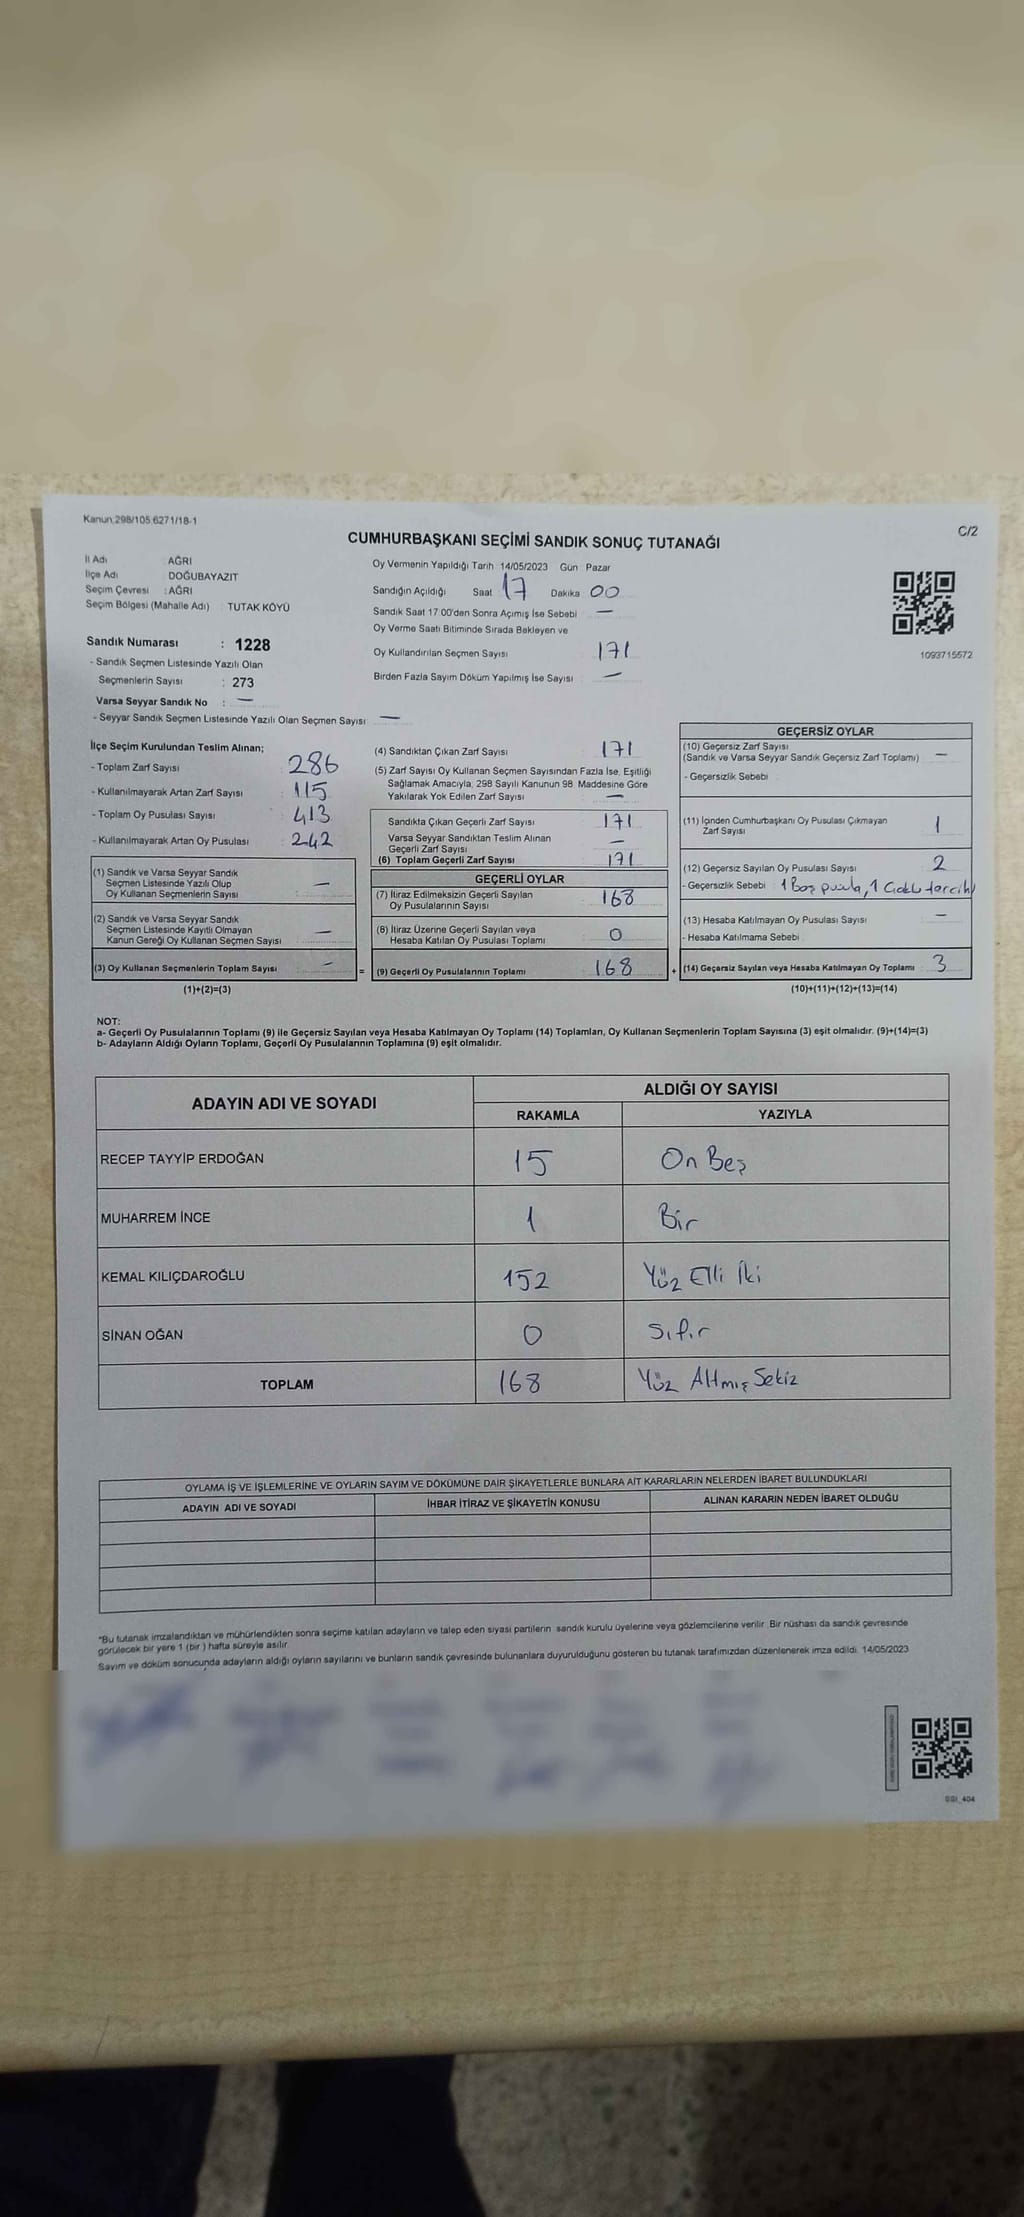 Kanun 298/105 6271/18-1
C/2
CUMHURBAŞKANI SEÇİMİ SANDIK SONUÇ TUTANAĞI
İl Adı : AĞRI
İlçe Adı : DOĞUBAYAZIT
Seçim Çevresi : AĞRI
Seçim Bölgesi (Mahalle Adı) : TUTAK KÖYÜ
Oy Vermenin Yapıldığı Tarih 14/05/2023 Gün Pazar
Sandığın Açıldığı Saat 17 Dakika 00
Sandık Saat 17 00'den Sonra Açımış İse Sebebi —
Oy Verme Saati Bitiminde Sırada Bekleyen ve
Oy Kullandırılan Seçmen Sayısı 171
Birden Fazla Sayım Döküm Yapılmış İse Sayısı —
1093715572
Sandık Numarası : 1228
- Sandık Seçmen Listesinde Yazılı Olan
Seçmenlerin Sayısı : 273
Varsa Seyyar Sandık No : —
- Seyyar Sandık Seçmen Listesinde Yazılı Olan Seçmen Sayısı —
İlçe Seçim Kurulundan Teslim Alınan;
- Toplam Zarf Sayısı 286
- Kullanılmayarak Artan Zarf Sayısı 115
- Toplam Oy Pusulası Sayısı 413
- Kullanılmayarak Artan Oy Pusulası 242
(1) Sandık ve Varsa Seyyar Sandık
Seçmen Listesinde Yazılı Olup
Oy Kullanan Seçmenlerin Sayısı —
(2) Sandık ve Varsa Seyyar Sandık
Seçmen Listesinde Kayıtlı Olmayan
Kanun Gereği Oy Kullanan Seçmen Sayısı —
(3) Oy Kullanan Seçmenlerin Toplam Sayısı —
(1)+(2)=(3)
(4) Sandıktan Çıkan Zarf Sayısı 171
(5) Zarf Sayısı Oy Kullanan Seçmen Sayısından Fazla İse, Eşitliği
Sağlamak Amacıyla, 298 Sayılı Kanunun 98. Maddesine Göre
Yakılarak Yok Edilen Zarf Sayısı —
Sandıkta Çıkan Geçerli Zarf Sayısı 171
Varsa Seyyar Sandıktan Teslim Alınan
Geçerli Zarf Sayısı —
(6) Toplam Geçerli Zarf Sayısı 171
GEÇERLİ OYLAR
(7) İtiraz Edilmeksizin Geçerli Sayılan
Oy Pusulalarının Sayısı 168
(8) İtiraz Üzerine Geçerli Sayılan veya
Hesaba Katılan Oy Pusulası Toplamı 0
= (9) Geçerli Oy Pusulalarının Toplamı 168 +
GEÇERSİZ OYLAR
(10) Geçersiz Zarf Sayısı
(Sandık ve Varsa Seyyar Sandık Geçersiz Zarf Toplamı) —
- Geçersizlik Sebebi
(11) İçinden Cumhurbaşkanı Oy Pusulası Çıkmayan
Zarf Sayısı 1
(12) Geçersiz Sayılan Oy Pusulası Sayısı 2
- Geçersizlik Sebebi 1 Boş pusula, 1 Çoklu tercih
(13) Hesaba Katılmayan Oy Pusulası Sayısı —
- Hesaba Katılmama Sebebi
(14) Geçersiz Sayılan veya Hesaba Katılmayan Oy Toplamı 3
(10)+(11)+(12)+(13)=(14)
NOT:
a- Geçerli Oy Pusulalarının Toplamı (9) ile Geçersiz Sayılan veya Hesaba Katılmayan Oy Toplamı (14) Toplamları, Oy Kullanan Seçmenlerin Toplam Sayısına (3) eşit olmalıdır. (9)+(14)=(3)
b- Adayların Aldığı Oyların Toplamı, Geçerli Oy Pusulalarının Toplamına (9) eşit olmalıdır.
ADAYIN ADI VE SOYADI
ALDIĞI OY SAYISI
RAKAMLA YAZIYLA
RECEP TAYYİP ERDOĞAN 15 On Beş
MUHARREM İNCE 1 Bir
KEMAL KILIÇDAROĞLU 152 Yüz Elli İki
SİNAN OĞAN 0 Sıfır
TOPLAM 168 Yüz Altmış Sekiz
OYLAMA İŞ VE İŞLEMLERİNE VE OYLARIN SAYIM VE DÖKÜMÜNE DAİR ŞİKAYETLERLE BUNLARA AİT KARARLARIN NELERDEN İBARET BULUNDUKLARI
ADAYIN ADI VE SOYADI İHBAR İTİRAZ VE ŞİKAYETİN KONUSU ALINAN KARARIN NEDEN İBARET OLDUĞU
*Bu tutanak imzalandıktan ve mühürlendikten sonra seçime katılan adayların ve talep eden siyasi partilerin sandık kurulu üyelerine veya gözlemcilerine verilir. Bir nüshası da sandık çevresinde
görülecek bir yere 1 (bir ) hafta süreyle asılır.
Sayım ve döküm sonucunda adayların aldığı oyların sayılarını ve bunların sandık çevresinde bulunanlara duyurulduğunu gösteren bu tutanak tarafımızdan düzenlenerek imza edildi. 14/05/2023